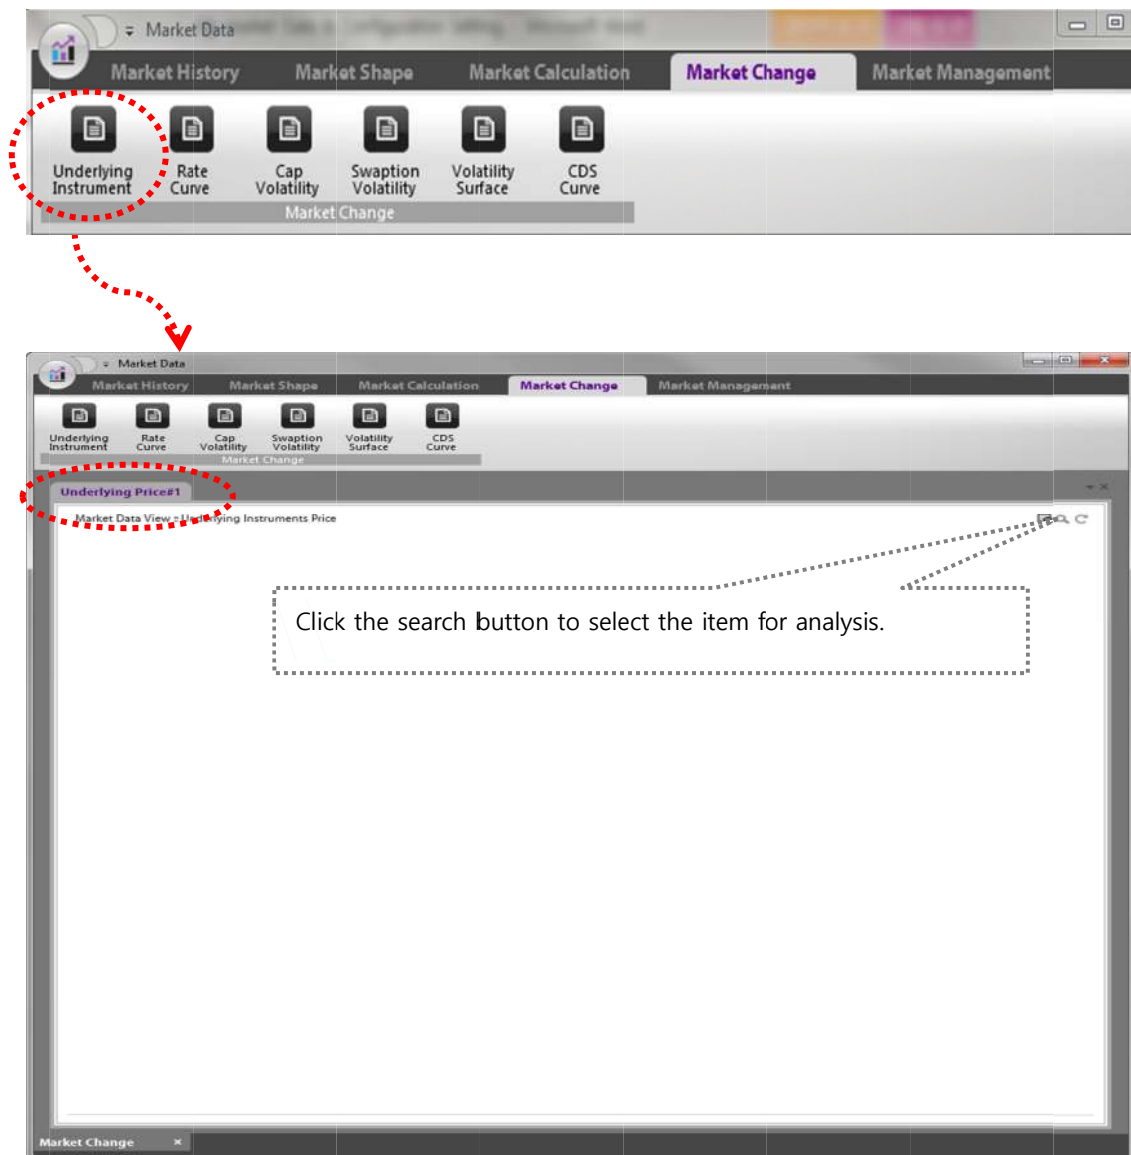 Market Data
Market History Market Shape Market Calculation Market Change Market Management
Underlying Instrument
Rate Curve
Cap Volatility
Swaption Volatility
Volatility Surface
CDS Curve
Market Change
Market Data
Market History Market Shape Market Calculation Market Change Market Management
Underlying Instrument
Rate Curve
Cap Volatility
Swaption Volatility
Volatility Surface
CDS Curve
Market Change
Underlying Price#1
Market Data View :: Underlying Instruments Price
Click the search button to select the item for analysis.
Market Change